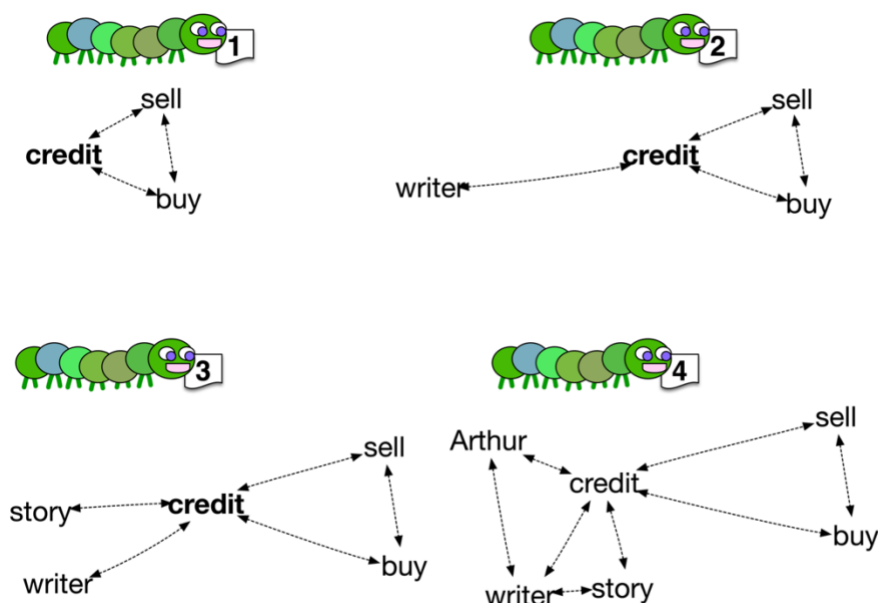 1
sell
credit
buy
2
sell
credit
writer
buy
3
sell
story
credit
buy
writer
4
sell
Arthur
credit
buy
story
writer